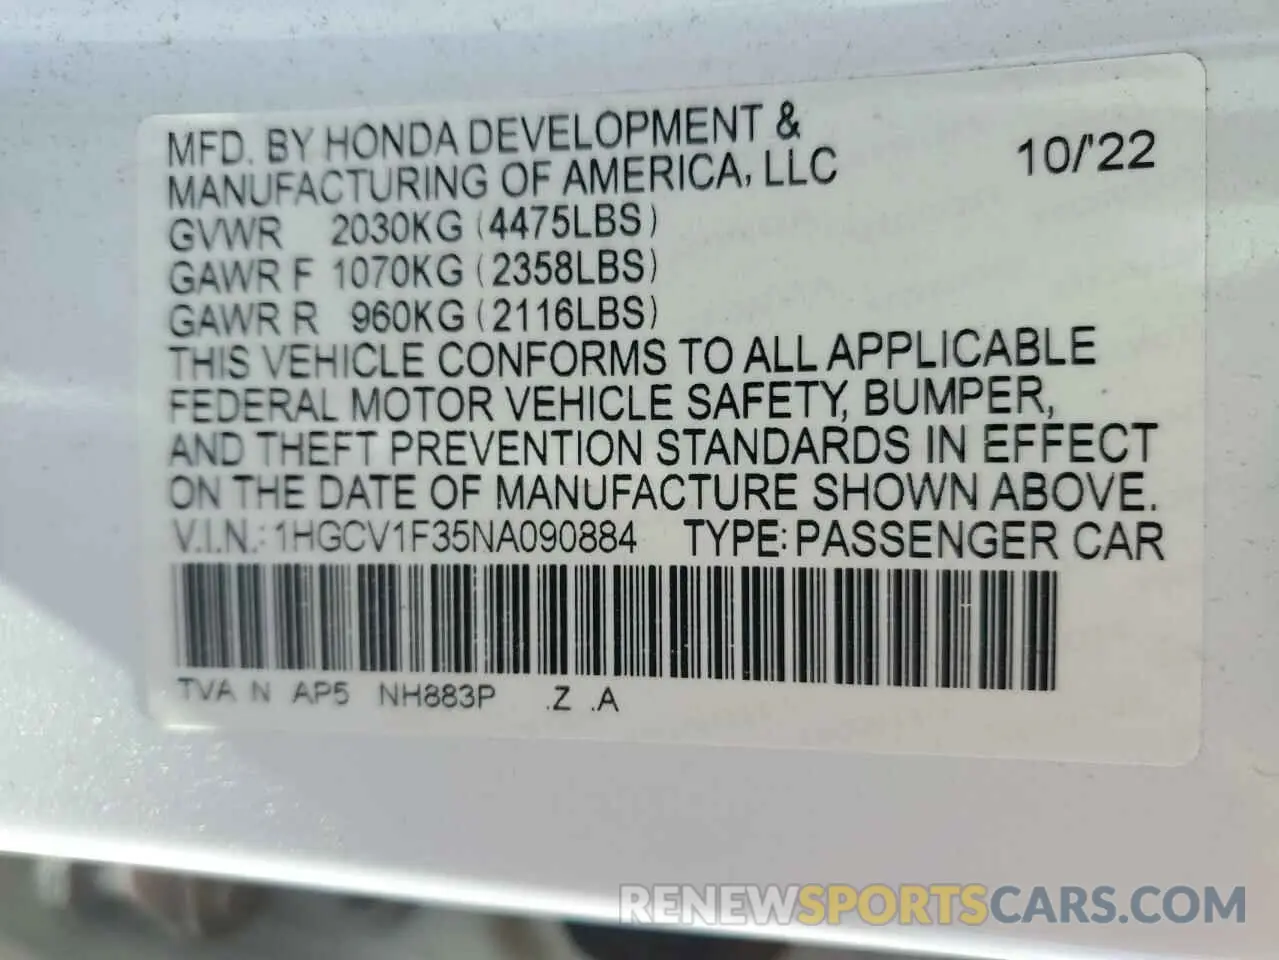 MFD. BY HONDA DEVELOPMENT &
MANUFACTURING OF AMERICA, LLC 10/'22
GVWR 2030KG (4475LBS)
GAWR F 1070KG (2358LBS)
GAWR R 960KG (2116LBS)
THIS VEHICLE CONFORMS TO ALL APPLICABLE
FEDERAL MOTOR VEHICLE SAFETY, BUMPER,
AND THEFT PREVENTION STANDARDS IN EFFECT
ON THE DATE OF MANUFACTURE SHOWN ABOVE.
V.I.N.: 1HGCV1F35NA090884 TYPE: PASSENGER CAR
TVA N AP5 NH883P .Z .A
RENEWSPORTSCARS.COM